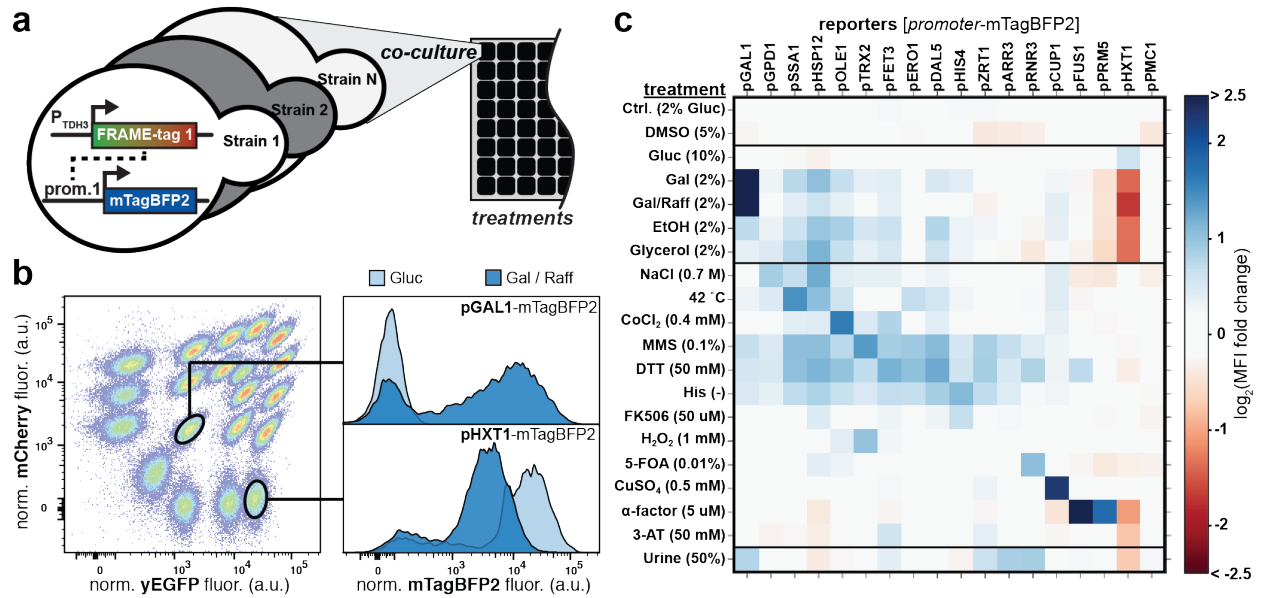 a
co-culture
Strain N
Strain 2
Strain 1
P_TDH3
FRAME-tag 1
prom.1
mTagBFP2
treatments
b
Gluc
Gal / Raff
norm. mCherry fluor. (a.u.)
10^5
10^4
10^3
0
0
10^3
10^4
10^5
norm. yEGFP fluor. (a.u.)
pGAL1-mTagBFP2
pHXT1-mTagBFP2
0
10^3
10^4
10^5
norm. mTagBFP2 fluor. (a.u.)
c
reporters [promoter-mTagBFP2]
pGAL1
pGPD1
pSSA1
pHSP12
pOLE1
pTRX2
pFET3
pERO1
pDAL5
pHIS4
pZRT1
pARR3
pRNR3
pCUP1
pFUS1
pPRM5
pHXT1
pPMC1
treatment
Ctrl. (2% Gluc)
DMSO (5%)
Gluc (10%)
Gal (2%)
Gal/Raff (2%)
EtOH (2%)
Glycerol (2%)
NaCl (0.7 M)
42 ˚C
CoCl₂ (0.4 mM)
MMS (0.1%)
DTT (50 mM)
His (-)
FK506 (50 uM)
H₂O₂ (1 mM)
5-FOA (0.01%)
CuSO₄ (0.5 mM)
α-factor (5 uM)
3-AT (50 mM)
Urine (50%)
> 2.5
2
1
0
-1
-2
< -2.5
log₂(MFI fold change)